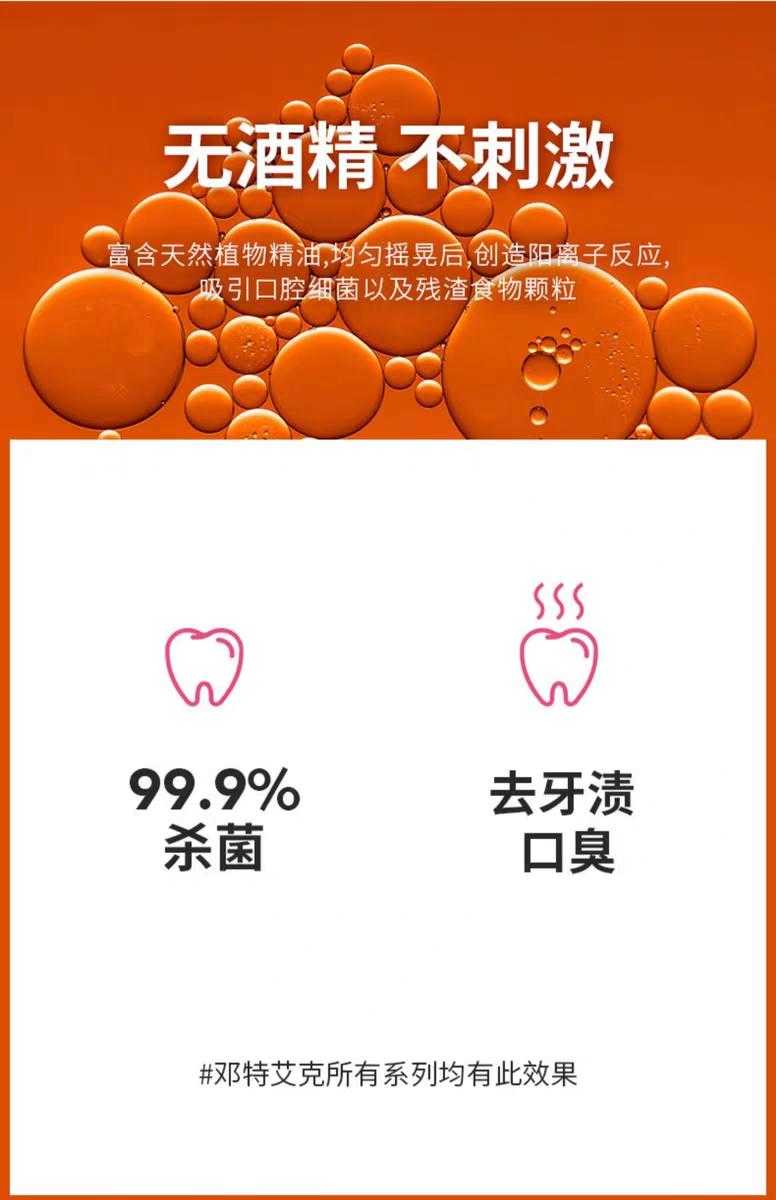 无酒精 不刺激
富含天然植物精油,均匀摇晃后,创造阳离子反应,
吸引口腔细菌以及残渣食物颗粒
99.9%
杀菌
去牙渍
口臭
#邓特艾克所有系列均有此效果